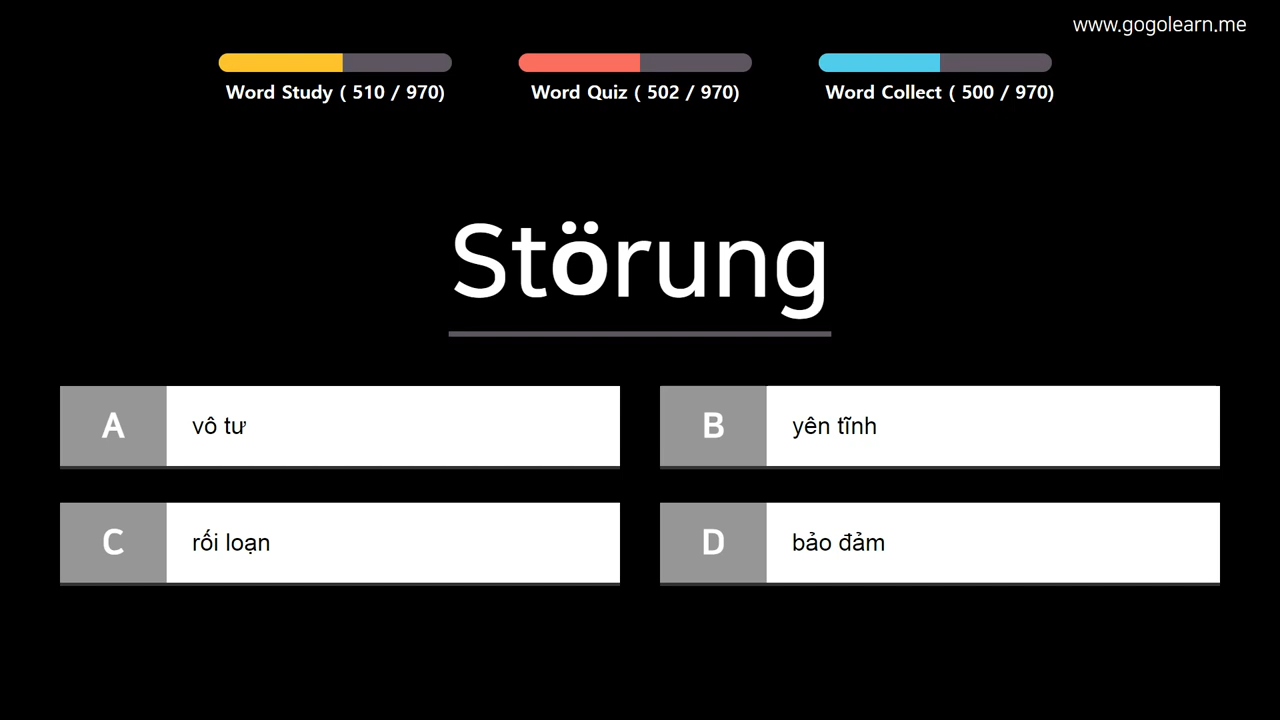 www.gogolearn.me
Word Study ( 510 / 970)
Word Quiz ( 502 / 970)
Word Collect ( 500 / 970)
Störung
A vô tư
B yên tĩnh
C rối loạn
D bảo đảm